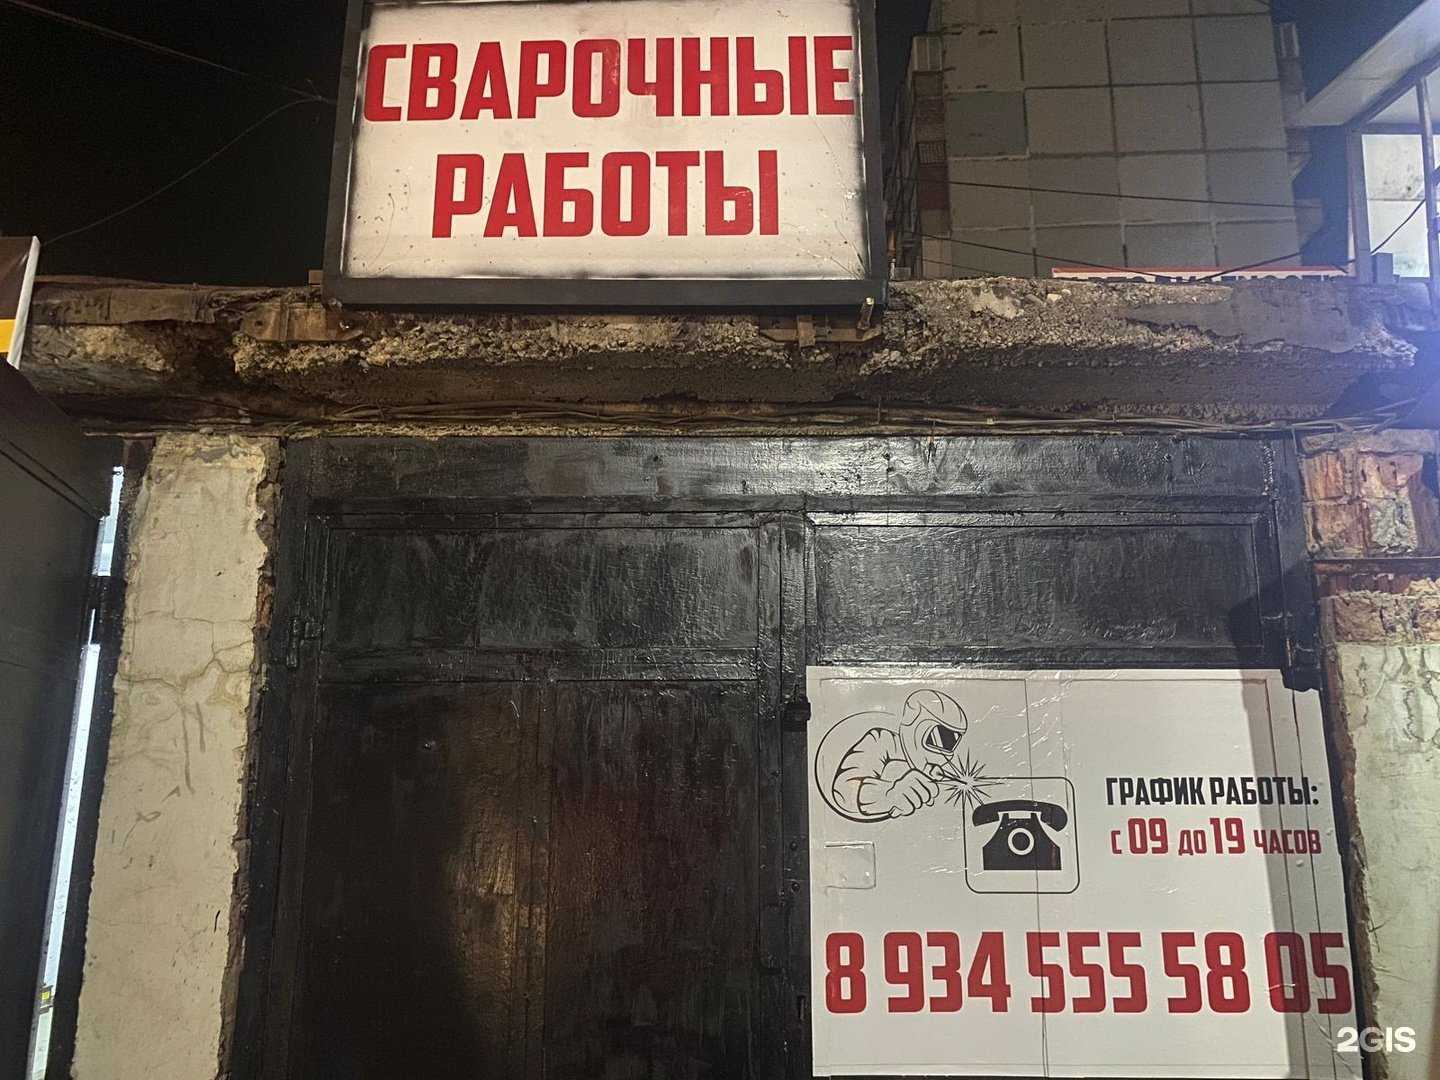 СВАРОЧНЫЕ
РАБОТЫ
ГРАФИК РАБОТЫ:
С 09 ДО 19 ЧАСОВ
8 934 555 58 05
2GIS